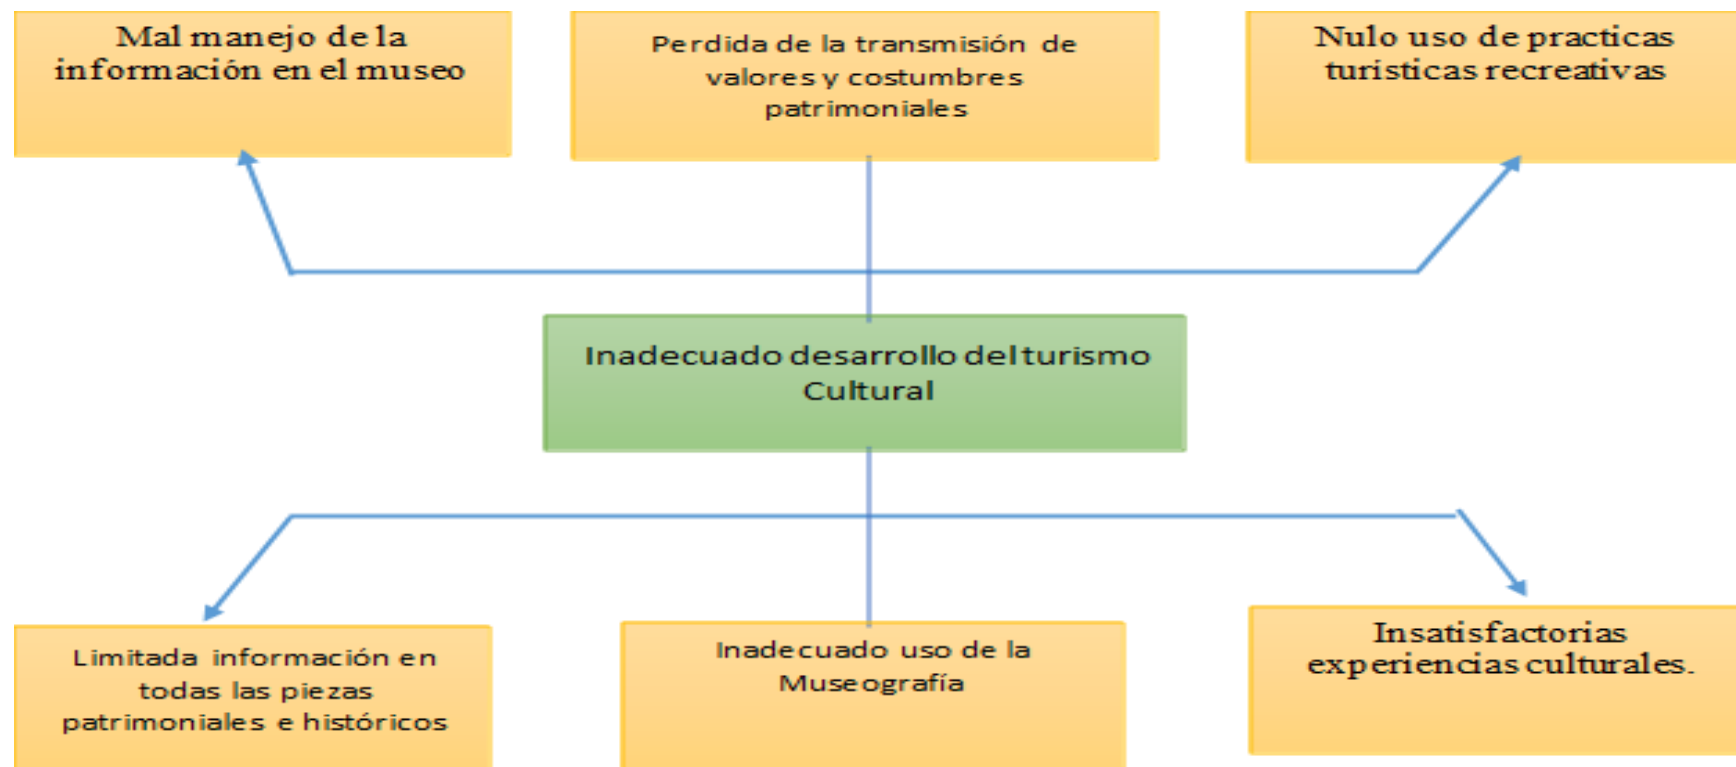 Mal manejo de la
información en el museo
Perdida de la transmisión de
valores y costumbres
patrimoniales
Nulo uso de practicas
turísticas recreativas
Inadecuado desarrollo del turismo
Cultural
Limitada información en
todas las piezas
patrimoniales e históricos
Inadecuado uso de la
Museografía
Insatisfactorias
experiencias culturales.